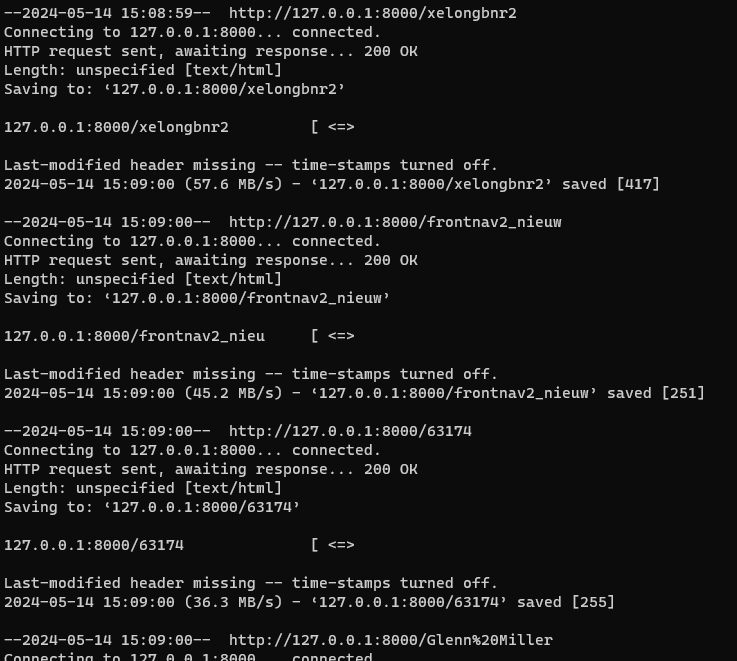 --2024-05-14 15:08:59--  http://127.0.0.1:8000/xelongbnr2
Connecting to 127.0.0.1:8000... connected.
HTTP request sent, awaiting response... 200 OK
Length: unspecified [text/html]
Saving to: ‘127.0.0.1:8000/xelongbnr2’
127.0.0.1:8000/xelongbnr2         [ <=>
Last-modified header missing -- time-stamps turned off.
2024-05-14 15:09:00 (57.6 MB/s) - ‘127.0.0.1:8000/xelongbnr2’ saved [417]
--2024-05-14 15:09:00--  http://127.0.0.1:8000/frontnav2_nieuw
Connecting to 127.0.0.1:8000... connected.
HTTP request sent, awaiting response... 200 OK
Length: unspecified [text/html]
Saving to: ‘127.0.0.1:8000/frontnav2_nieuw’
127.0.0.1:8000/frontnav2_nieu     [ <=>
Last-modified header missing -- time-stamps turned off.
2024-05-14 15:09:00 (45.2 MB/s) - ‘127.0.0.1:8000/frontnav2_nieuw’ saved [251]
--2024-05-14 15:09:00--  http://127.0.0.1:8000/63174
Connecting to 127.0.0.1:8000... connected.
HTTP request sent, awaiting response... 200 OK
Length: unspecified [text/html]
Saving to: ‘127.0.0.1:8000/63174’
127.0.0.1:8000/63174              [ <=>
Last-modified header missing -- time-stamps turned off.
2024-05-14 15:09:00 (36.3 MB/s) - ‘127.0.0.1:8000/63174’ saved [255]
--2024-05-14 15:09:00--  http://127.0.0.1:8000/Glenn%20Miller
Connecting to 127.0.0.1:8000... connected.